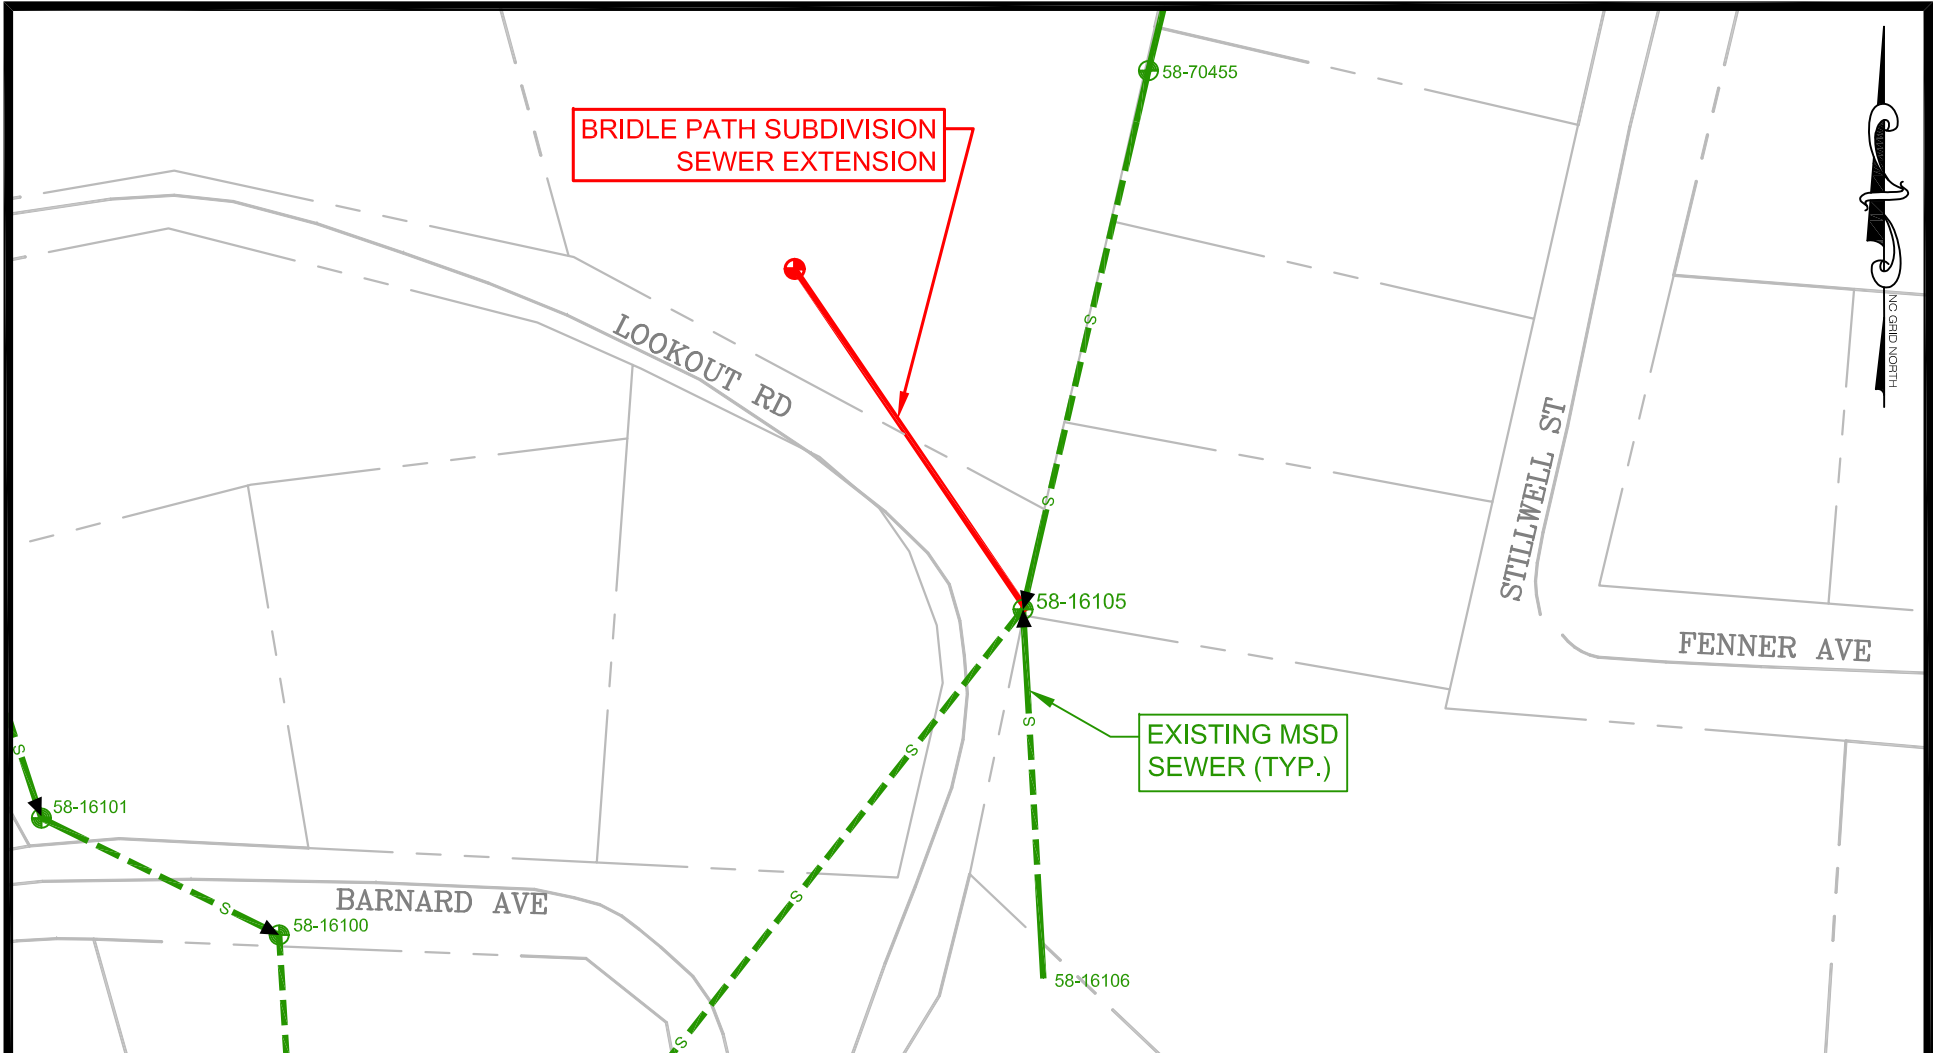 58-70455
BRIDLE PATH SUBDIVISION
SEWER EXTENSION
NC GRID NORTH
S
LOOKOUT RD
STILLWELL ST
S
58-16105
FENNER AVE
S
EXISTING MSD
SEWER (TYP.)
S
S
58-16101
S
S
BARNARD AVE
58-16100
58-16106
S